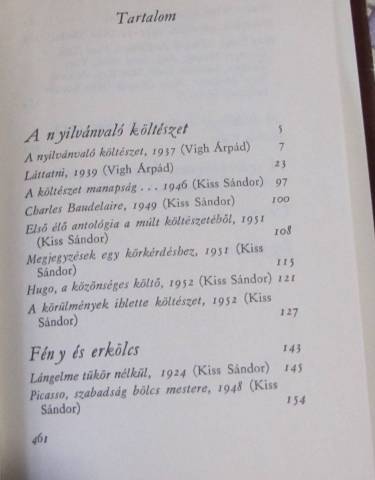 Tartalom
A nyilvánvaló költészet 5
A nyilvánvaló költészet, 1937 (Vigh Árpád) 7
Láttatni, 1939 (Vigh Árpád) 23
A költészet manapság . . . 1946 (Kiss Sándor) 97
Charles Baudelaire, 1949 (Kiss Sándor) 100
Első élő antológia a múlt költészetéből, 1951
(Kiss Sándor) 108
Megjegyzések egy körkérdéshez, 1951 (Kiss
Sándor) 115
Hugo, a közönséges költő, 1952 (Kiss Sándor) 121
A körülmények ihlette költészet, 1952 (Kiss
Sándor) 127
Fény és erkölcs 143
Lángelme tükör nélkül, 1924 (Kiss Sándor) 145
Picasso, szabadság bölcs mestere, 1948 (Kiss
Sándor) 154
461